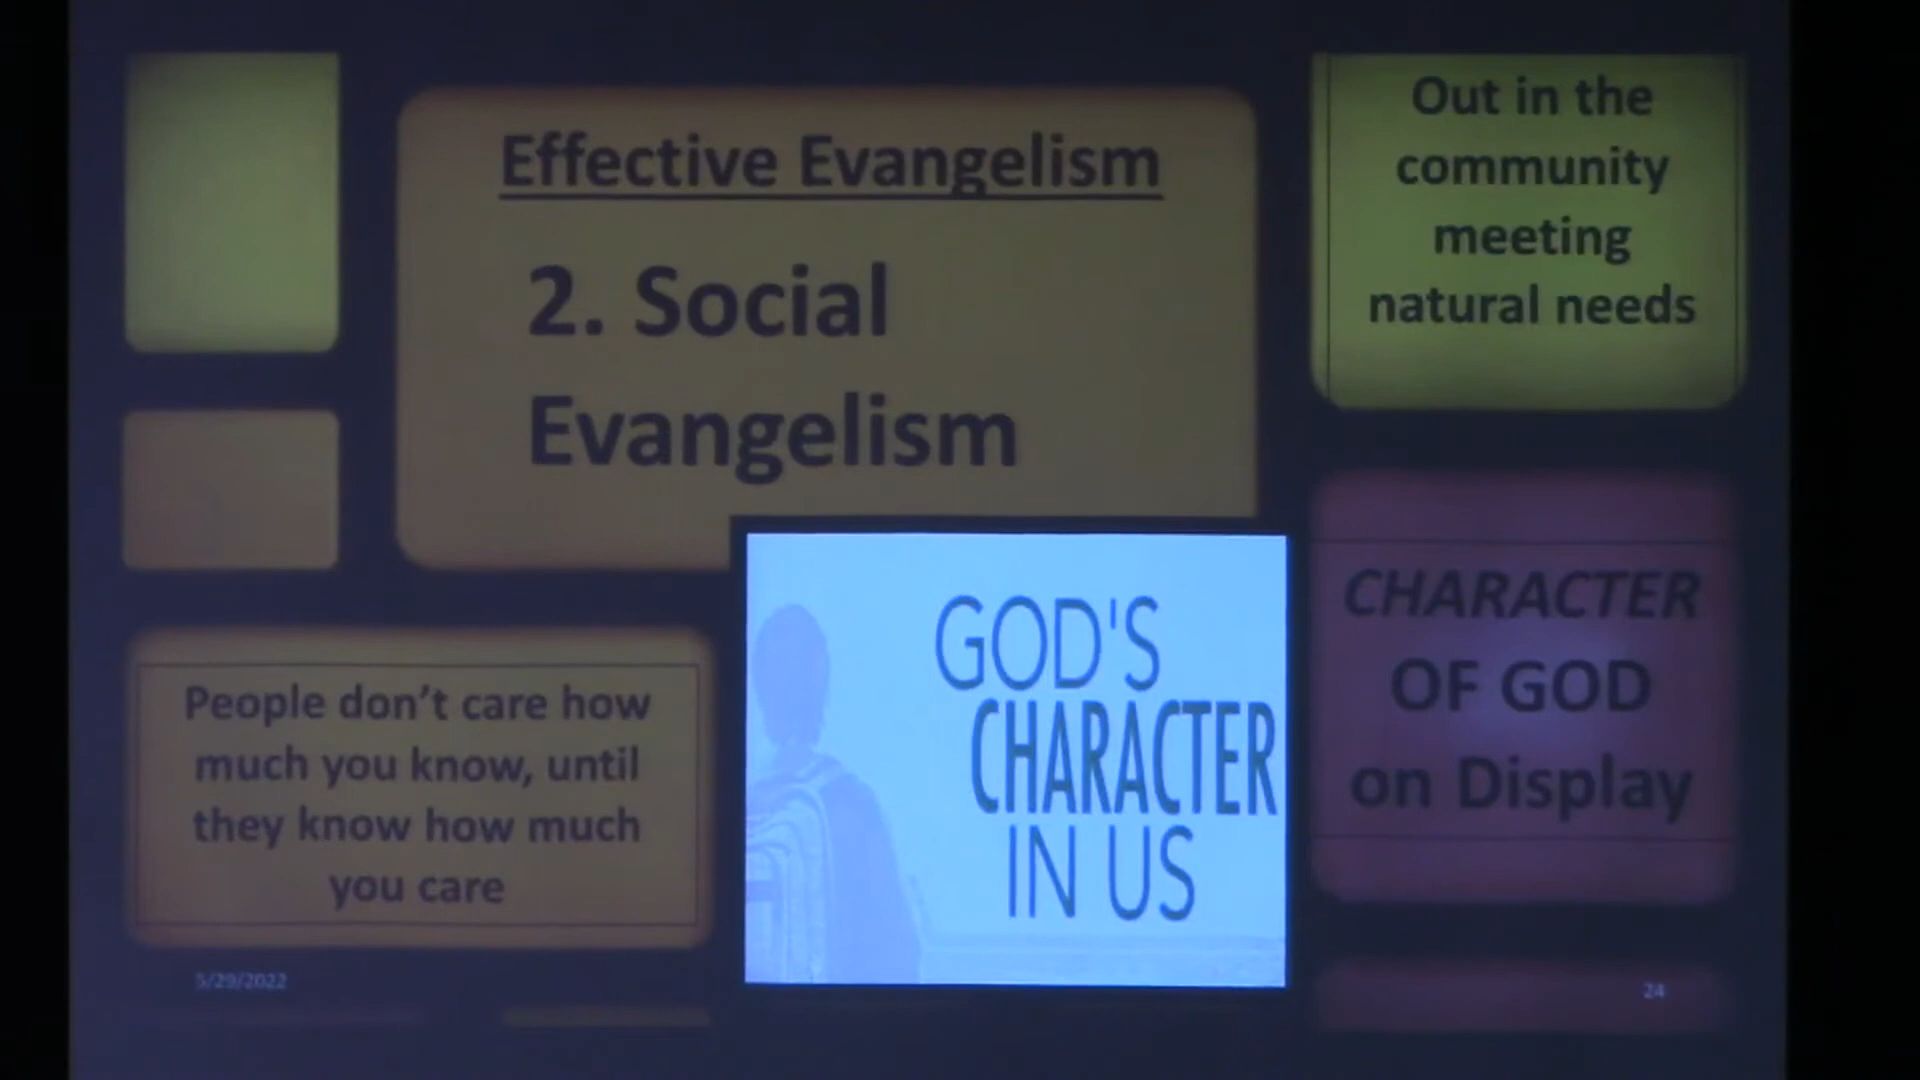 Effective Evangelism
2. Social
Evangelism
Out in the
community
meeting
natural needs
People don’t care how
much you know, until
they know how much
you care
GOD'S
CHARACTER
IN US
CHARACTER
OF GOD
on Display
5/29/2022
24